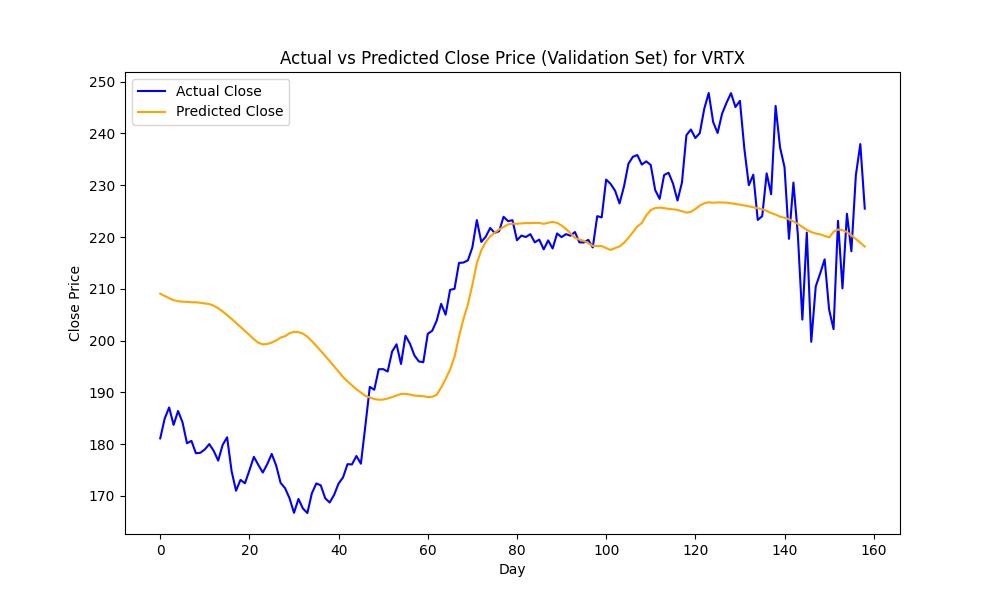 Actual vs Predicted Close Price (Validation Set) for VRTX
Actual Close
Predicted Close
Close Price
250
240
230
220
210
200
190
180
170
0 20 40 60 80 100 120 140 160
Day